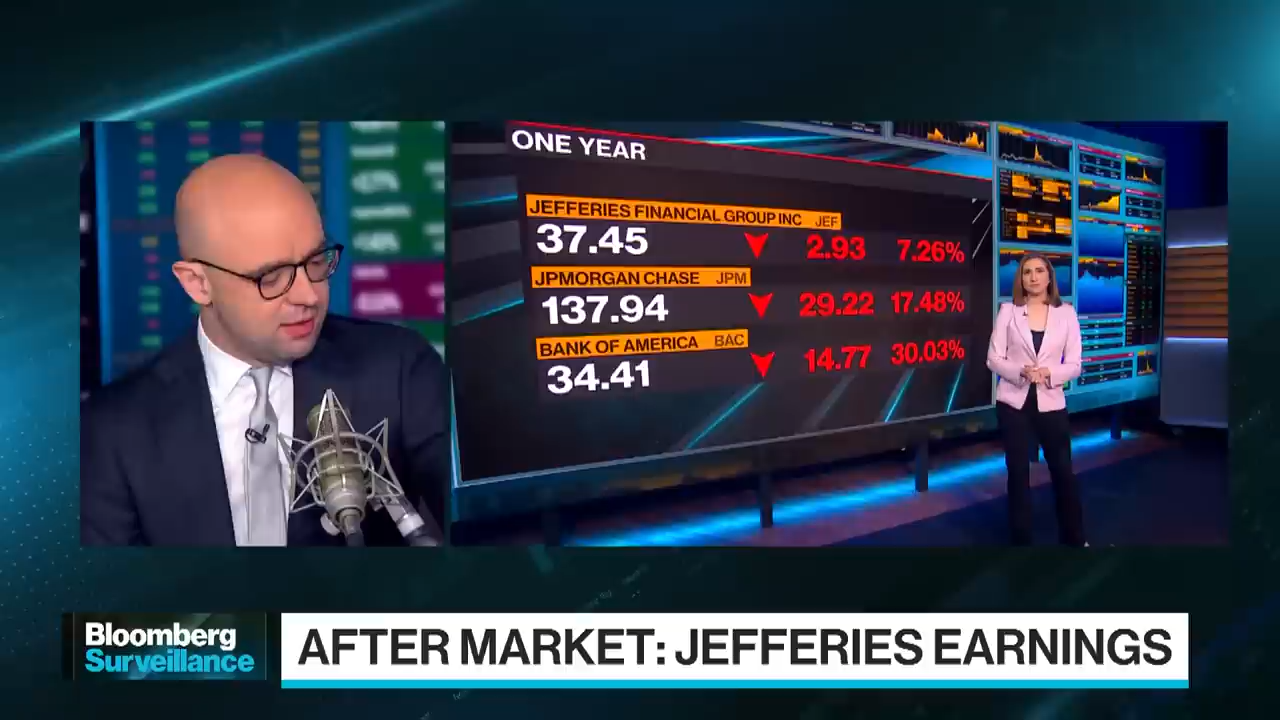 ONE YEAR
JEFFERIES FINANCIAL GROUP INC JEF
37.45 2.93 7.26%
JPMORGAN CHASE JPM
137.94 29.22 17.48%
BANK OF AMERICA BAC
34.41 14.77 30.03%
Bloomberg
Surveillance
AFTER MARKET: JEFFERIES EARNINGS